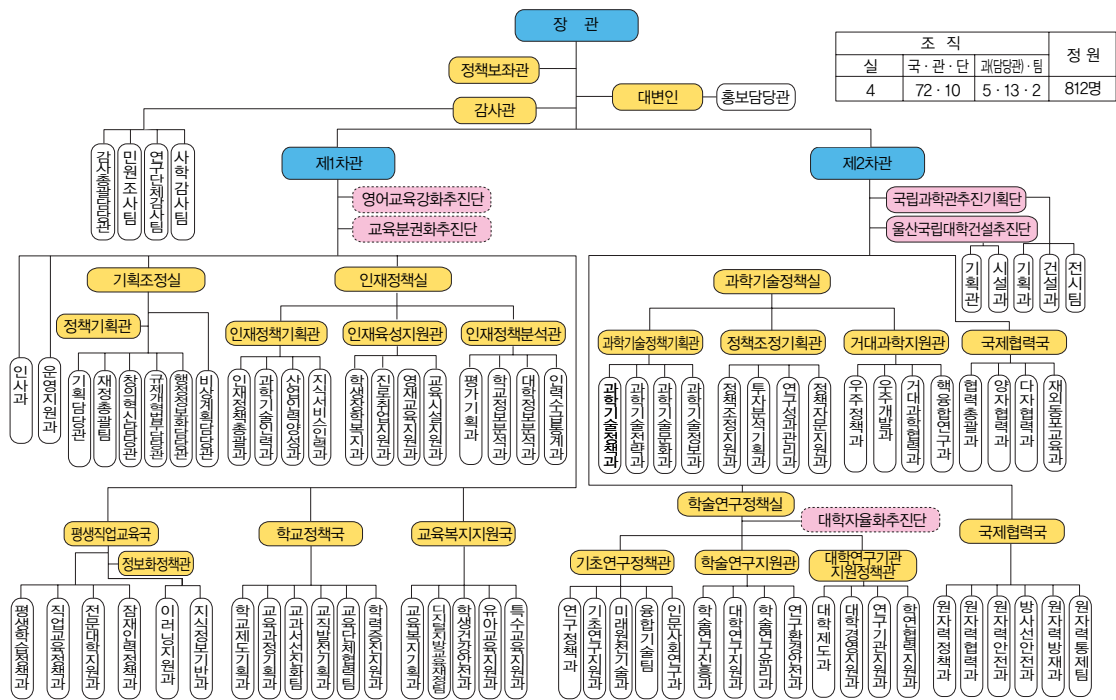 장 관
정책보좌관
감사관
대변인
홍보담당관
조 직
정 원
실
국·관·단
과(담당관)·팀
4
72·10
5·13·2
812명
감사총괄담당관
민원조사팀
연구단체감사팀
사학감사팀
제1차관
제2차관
영어교육강화추진단
교육분권화추진단
국립과학관추진기획단
울산국립대학건설추진단
기획관
시설과
기획과
건설과
전시팀
기획조정실
인재정책실
과학기술정책실
정책기획관
인재정책기획관
인재육성지원관
인재정책분석관
과학기술정책기획관
정책조정기획관
거대과학지원관
국제협력국
인사과
운영지원과
기획담당관
재정총괄팀
창의혁신담당관
규제개혁법무담당관
행정정보화담당관
비상계획담당관
인재정책총괄과
과학기술인력과
산업인력양성과
지식서비스인력과
학생장학복지과
진로취업지원과
영재교육지원과
교육시설지원과
평가기획과
학교정보분석과
대학정보분석과
인력수급통계과
과학기술정책과
과학기술전략과
과학기술문화과
과학기술정보과
정책조정지원과
투자분석기획과
연구성과관리과
정책자문지원과
우주정책과
우주개발과
거대과학협력과
핵융합연구과
협력총괄과
양자협력과
다자협력과
재외동포교육과
평생직업교육국
학교정책국
교육복지지원국
학술연구정책실
대학자율화추진단
국제협력국
정보화정책관
기초연구정책관
학술연구지원관
대학연구기관
지원정책관
평생학습정책과
직업교육정책과
전문대학지원과
잠재인력정책과
이러닝지원과
지식정보기반과
학교제도기획과
교육과정기획과
교과서선진화팀
교직발전기획과
교육단체협력팀
학력증진지원과
교육복지기획과
디지털지방교육재정팀
학생건강안전과
유아교육지원과
특수교육지원과
연구정책과
기초연구지원과
미래원천기술과
융합기술팀
인문사회연구과
학술연구진흥과
대학연구지원과
학술연구윤리과
연구환경안전과
대학제도과
대학경영지원과
연구기관지원과
학연협력지원과
원자력정책과
원자력협력과
원자력안전과
방사선안전과
원자력방재과
원자력통제팀